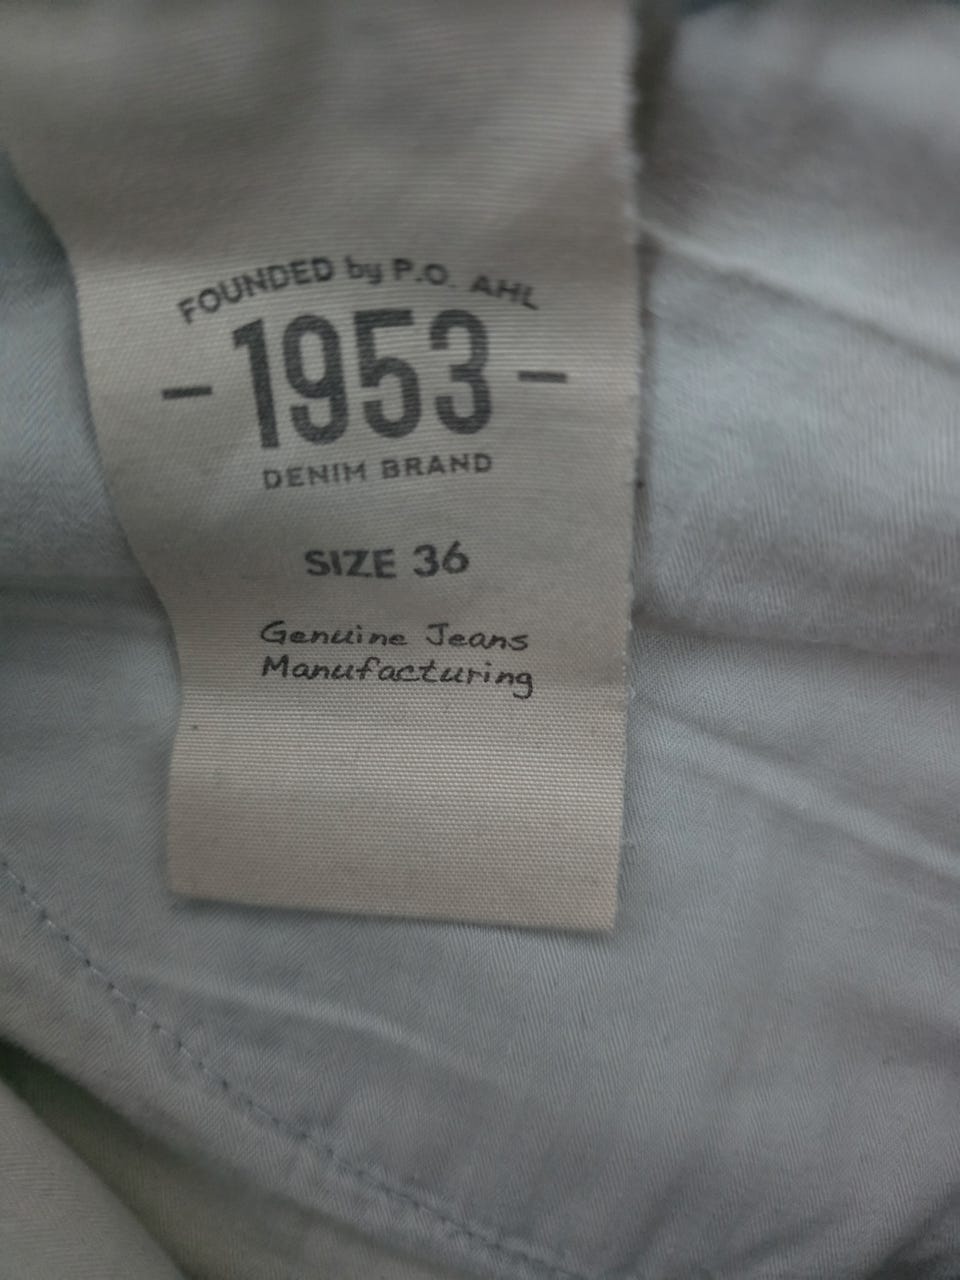 FOUNDED by P.O. AHL
- 1953 -
DENIM BRAND
SIZE 36
Genuine Jeans
Manufacturing